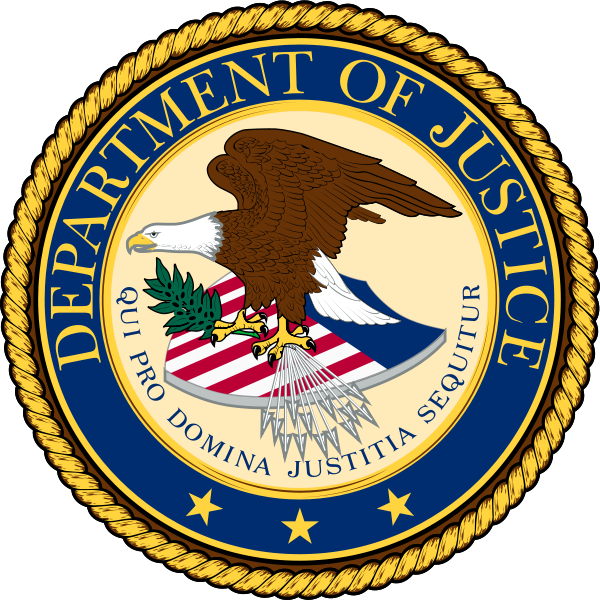 DEPARTMENT OF JUSTICE
QUI PRO DOMINA JUSTITIA SEQUITUR